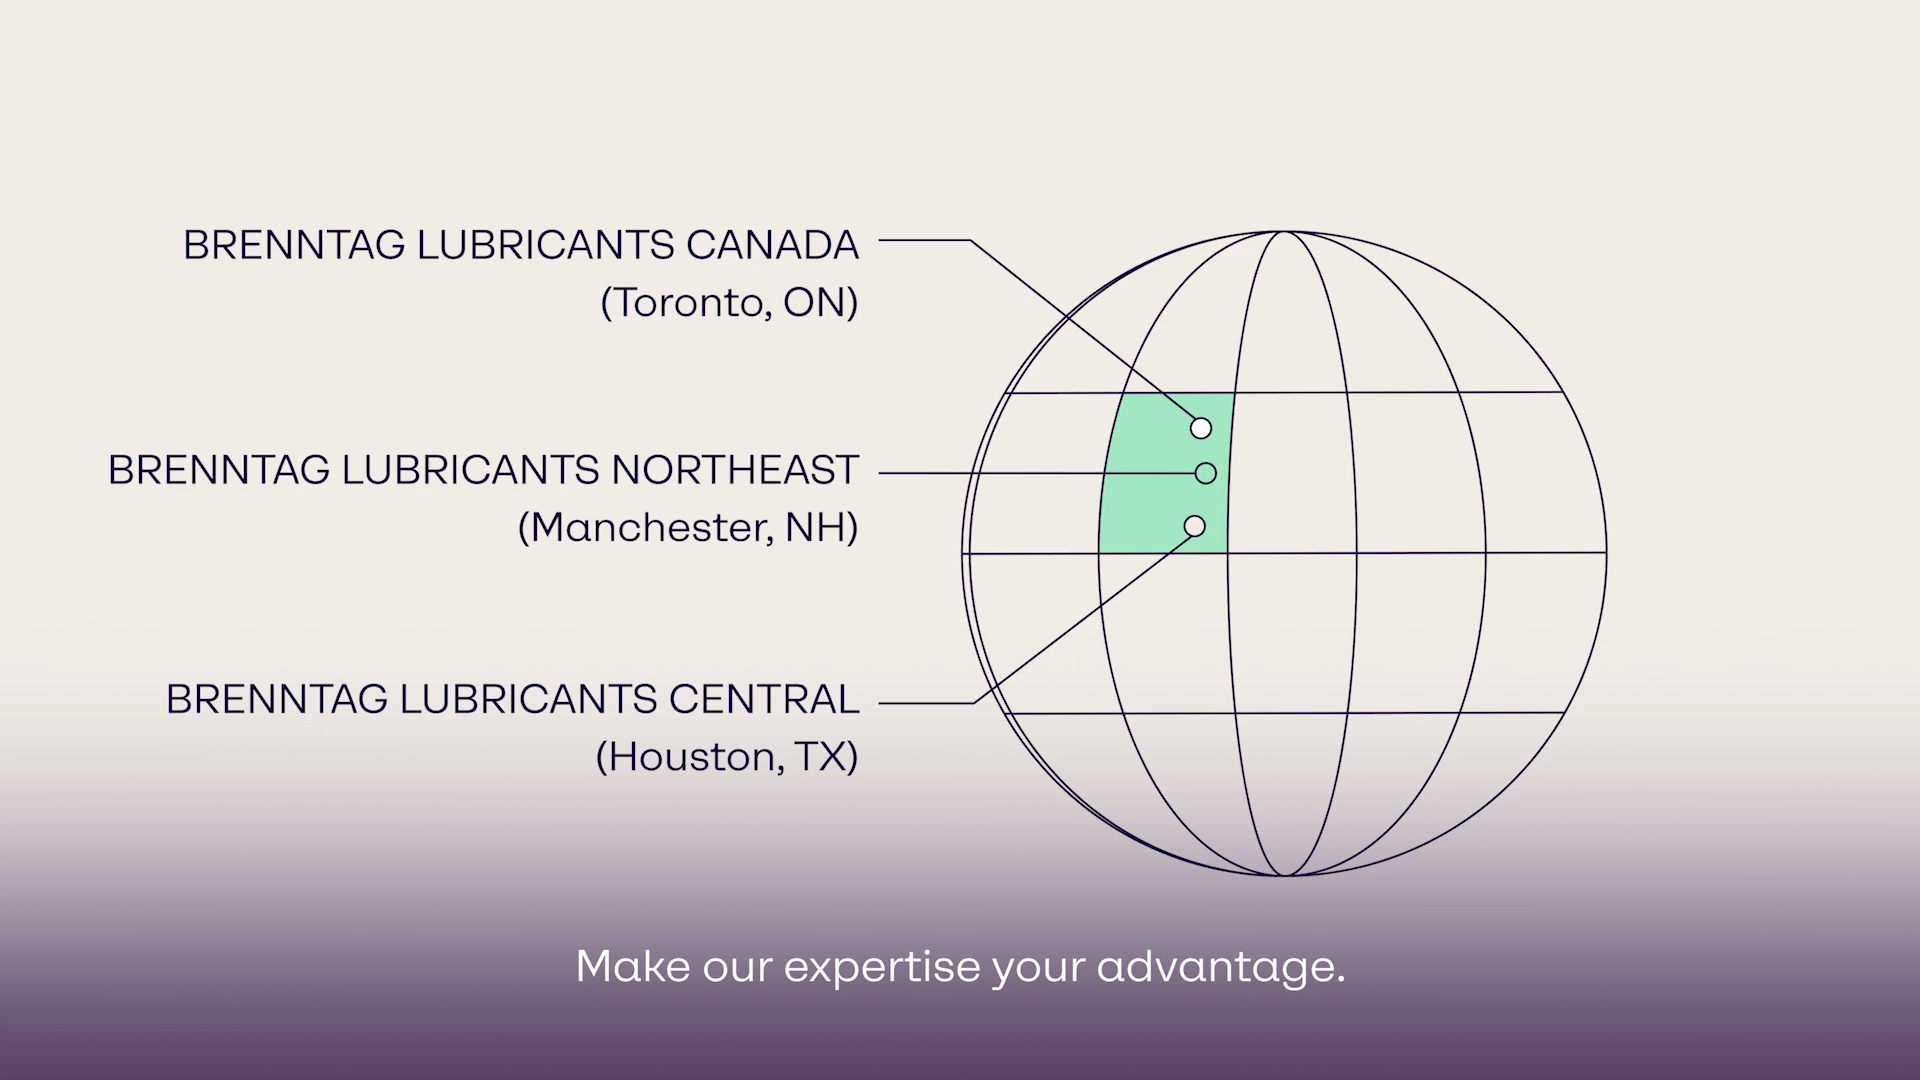 BRENNTAG LUBRICANTS CANADA
(Toronto, ON)
BRENNTAG LUBRICANTS NORTHEAST
(Manchester, NH)
BRENNTAG LUBRICANTS CENTRAL
(Houston, TX)
Make our expertise your advantage.